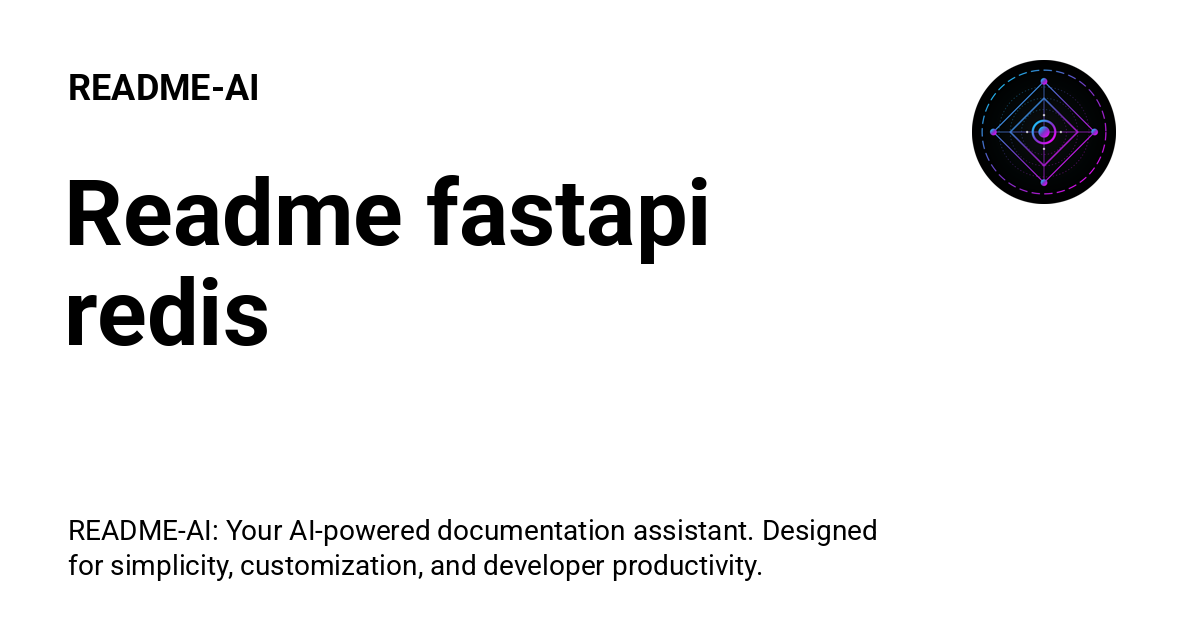 README-AI
Readme fastapi
redis
README-AI: Your AI-powered documentation assistant. Designed
for simplicity, customization, and developer productivity.